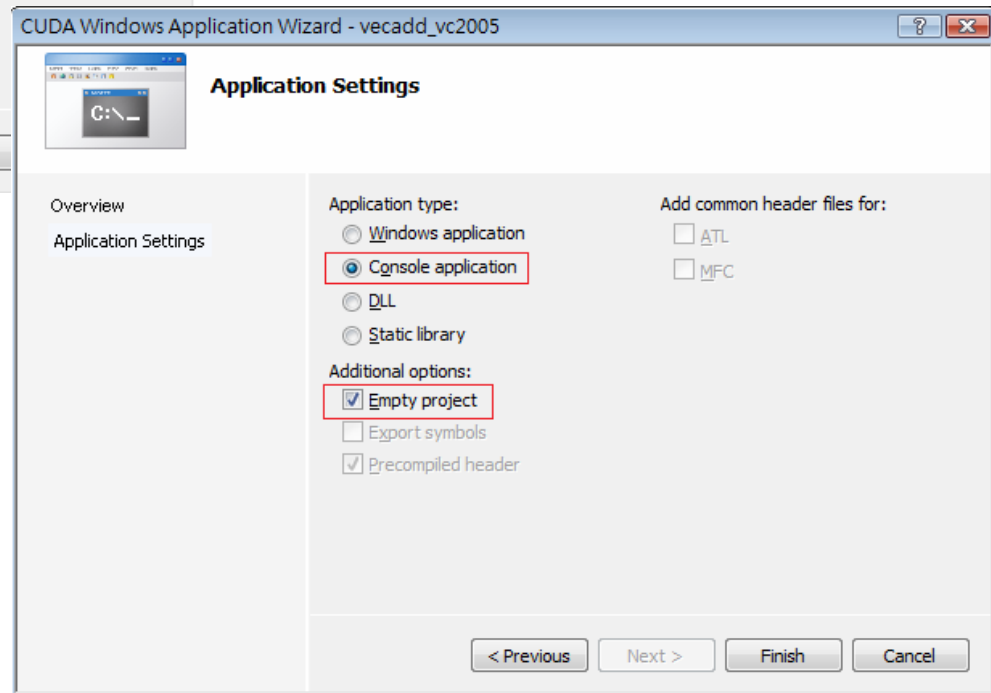 CUDA Windows Application Wizard - vecadd_vc2005
Application Settings
C:\_
Overview
Application Settings
Application type:
Windows application
Console application
DLL
Static library
Additional options:
Empty project
Export symbols
Precompiled header
Add common header files for:
ATL
MFC
< Previous
Next >
Finish
Cancel